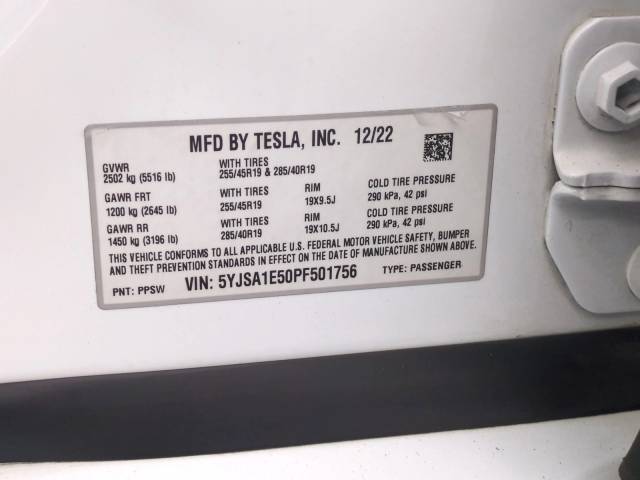 MFD BY TESLA, INC. 12/22
GVWR WITH TIRES
2502 kg (5516 lb) 255/45R19 & 285/40R19
GAWR FRT WITH TIRES RIM COLD TIRE PRESSURE
1200 kg (2645 lb) 255/45R19 19X9.5J 290 kPa, 42 psi
GAWR RR WITH TIRES RIM COLD TIRE PRESSURE
1450 kg (3196 lb) 285/40R19 19X10.5J 290 kPa, 42 psi
THIS VEHICLE CONFORMS TO ALL APPLICABLE U.S. FEDERAL MOTOR VEHICLE SAFETY, BUMPER
AND THEFT PREVENTION STANDARDS IN EFFECT ON THE DATE OF MANUFACTURE SHOWN ABOVE.
PNT: PPSW VIN: 5YJSA1E50PF501756 TYPE: PASSENGER